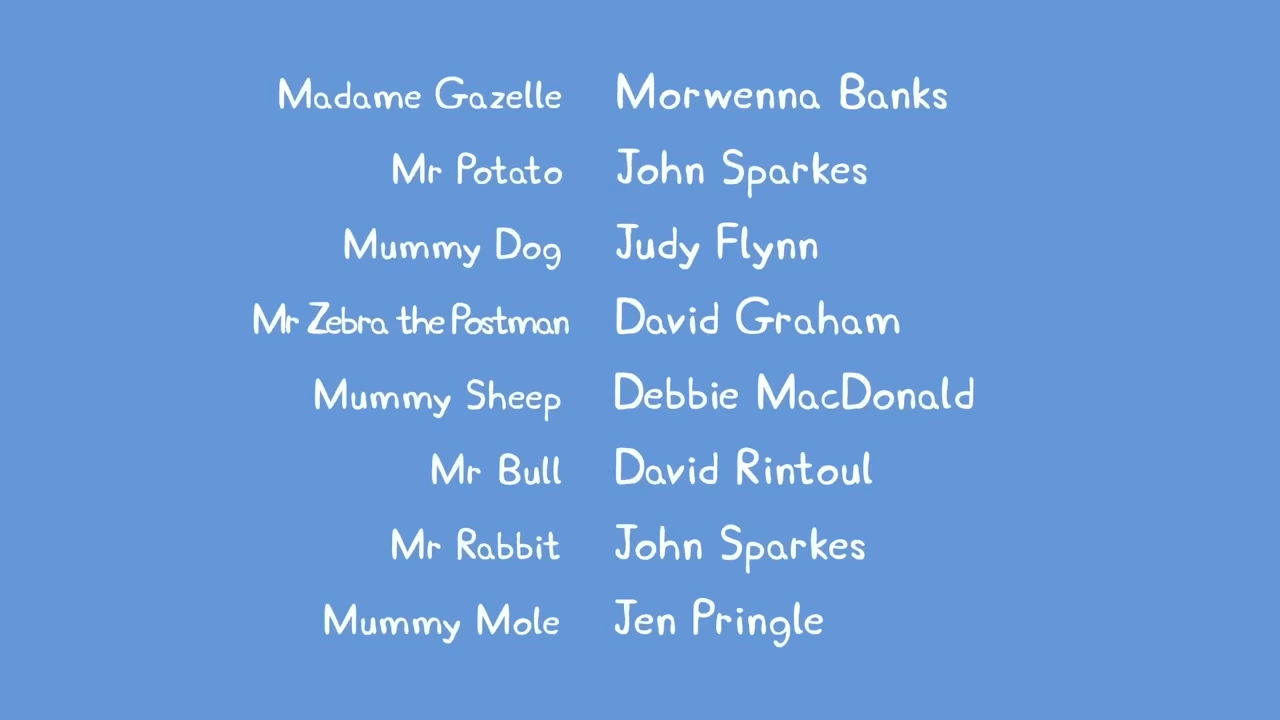 Madame Gazelle Morwenna Banks
Mr Potato John Sparkes
Mummy Dog Judy Flynn
Mr Zebra the Postman David Graham
Mummy Sheep Debbie MacDonald
Mr Bull David Rintoul
Mr Rabbit John Sparkes
Mummy Mole Jen Pringle